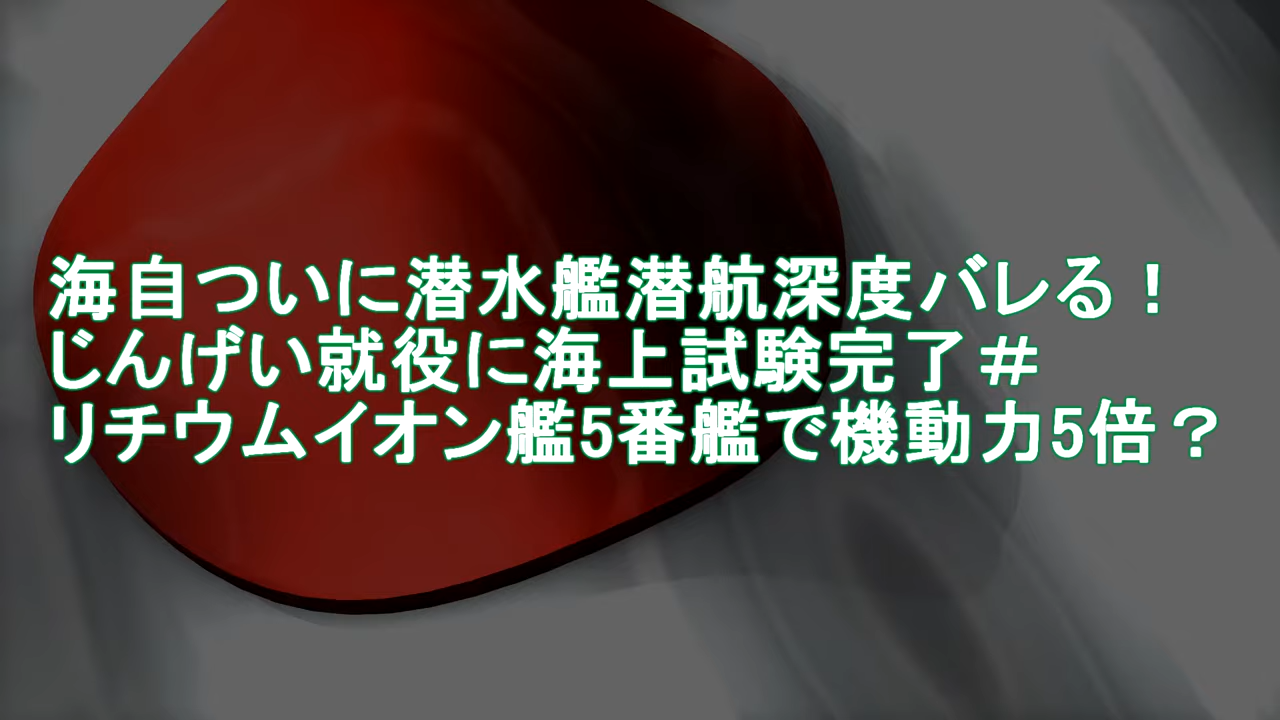 海自ついに潜水艦潜航深度バレる！
じんげい就役に海上試験完了＃
リチウムイオン艦5番艦で機動力5倍？